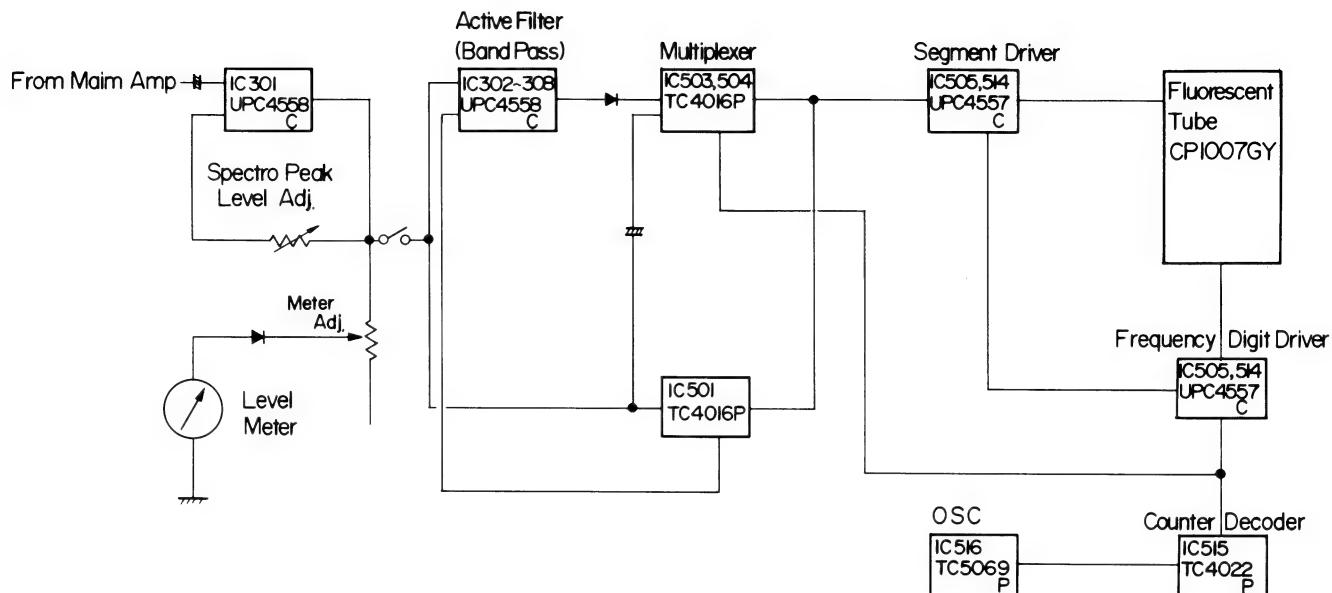 From Maim Amp
IC301
UPC4558
C
Spectro Peak
Level Adj.
Meter
Adj.
Level
Meter
Active Filter
(Band Pass)
IC302~308
UPC4558
C
Multiplexer
IC503,504
TC4016P
IC501
TC4016P
Segment Driver
IC505,514
UPC4557
C
Fluorescent
Tube
CP1007GY
Frequency Digit Driver
IC505,514
UPC4557
C
OSC
IC516
TC5069
P
Counter Decoder
IC515
TC4022
P